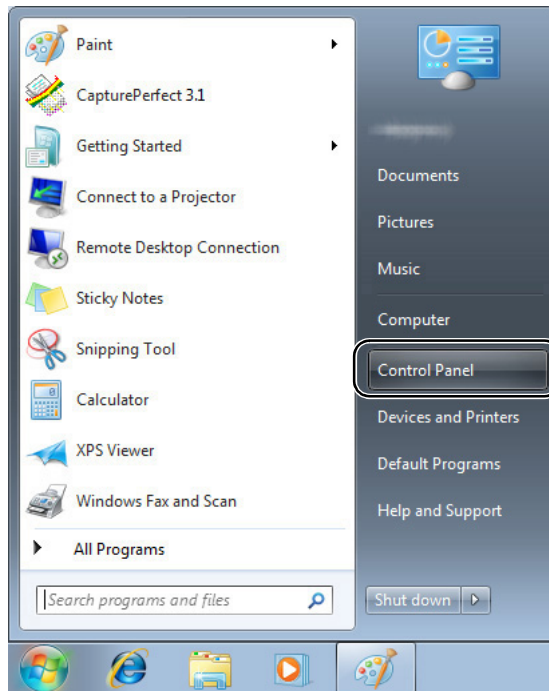 Paint
CapturePerfect 3.1
Getting Started
Connect to a Projector
Remote Desktop Connection
Sticky Notes
Snipping Tool
Calculator
XPS Viewer
Windows Fax and Scan
All Programs
Search programs and files
Documents
Pictures
Music
Computer
Control Panel
Devices and Printers
Default Programs
Help and Support
Shut down